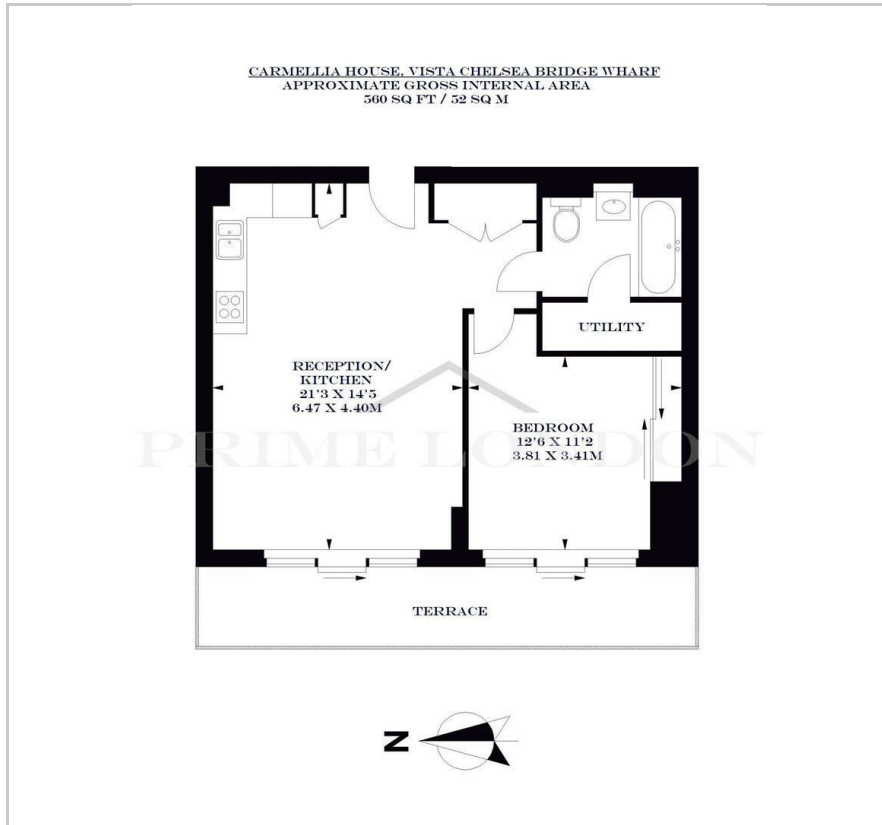 CARMELLIA HOUSE, VISTA CHELSEA BRIDGE WHARF
APPROXIMATE GROSS INTERNAL AREA
560 SQ FT / 52 SQ M
UTILITY
RECEPTION/
KITCHEN
21'3 X 14'5
6.47 X 4.40M
BEDROOM
12'6 X 11'2
3.81 X 3.41M
PRIME LONDON
TERRACE
N